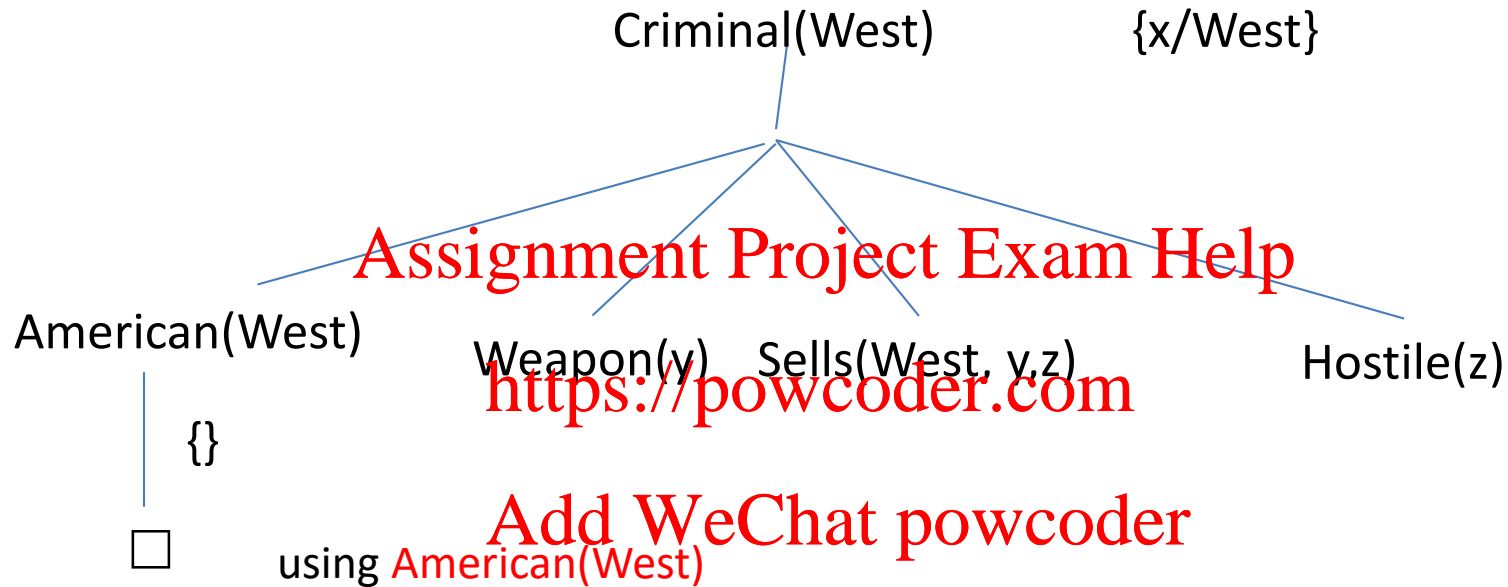 Criminal(West) {x/West}
Assignment Project Exam Help
American(West) Weapon(y) Sells(West, y,z) Hostile(z)
https://powcoder.com
{}
Add WeChat powcoder
□ using American(West)